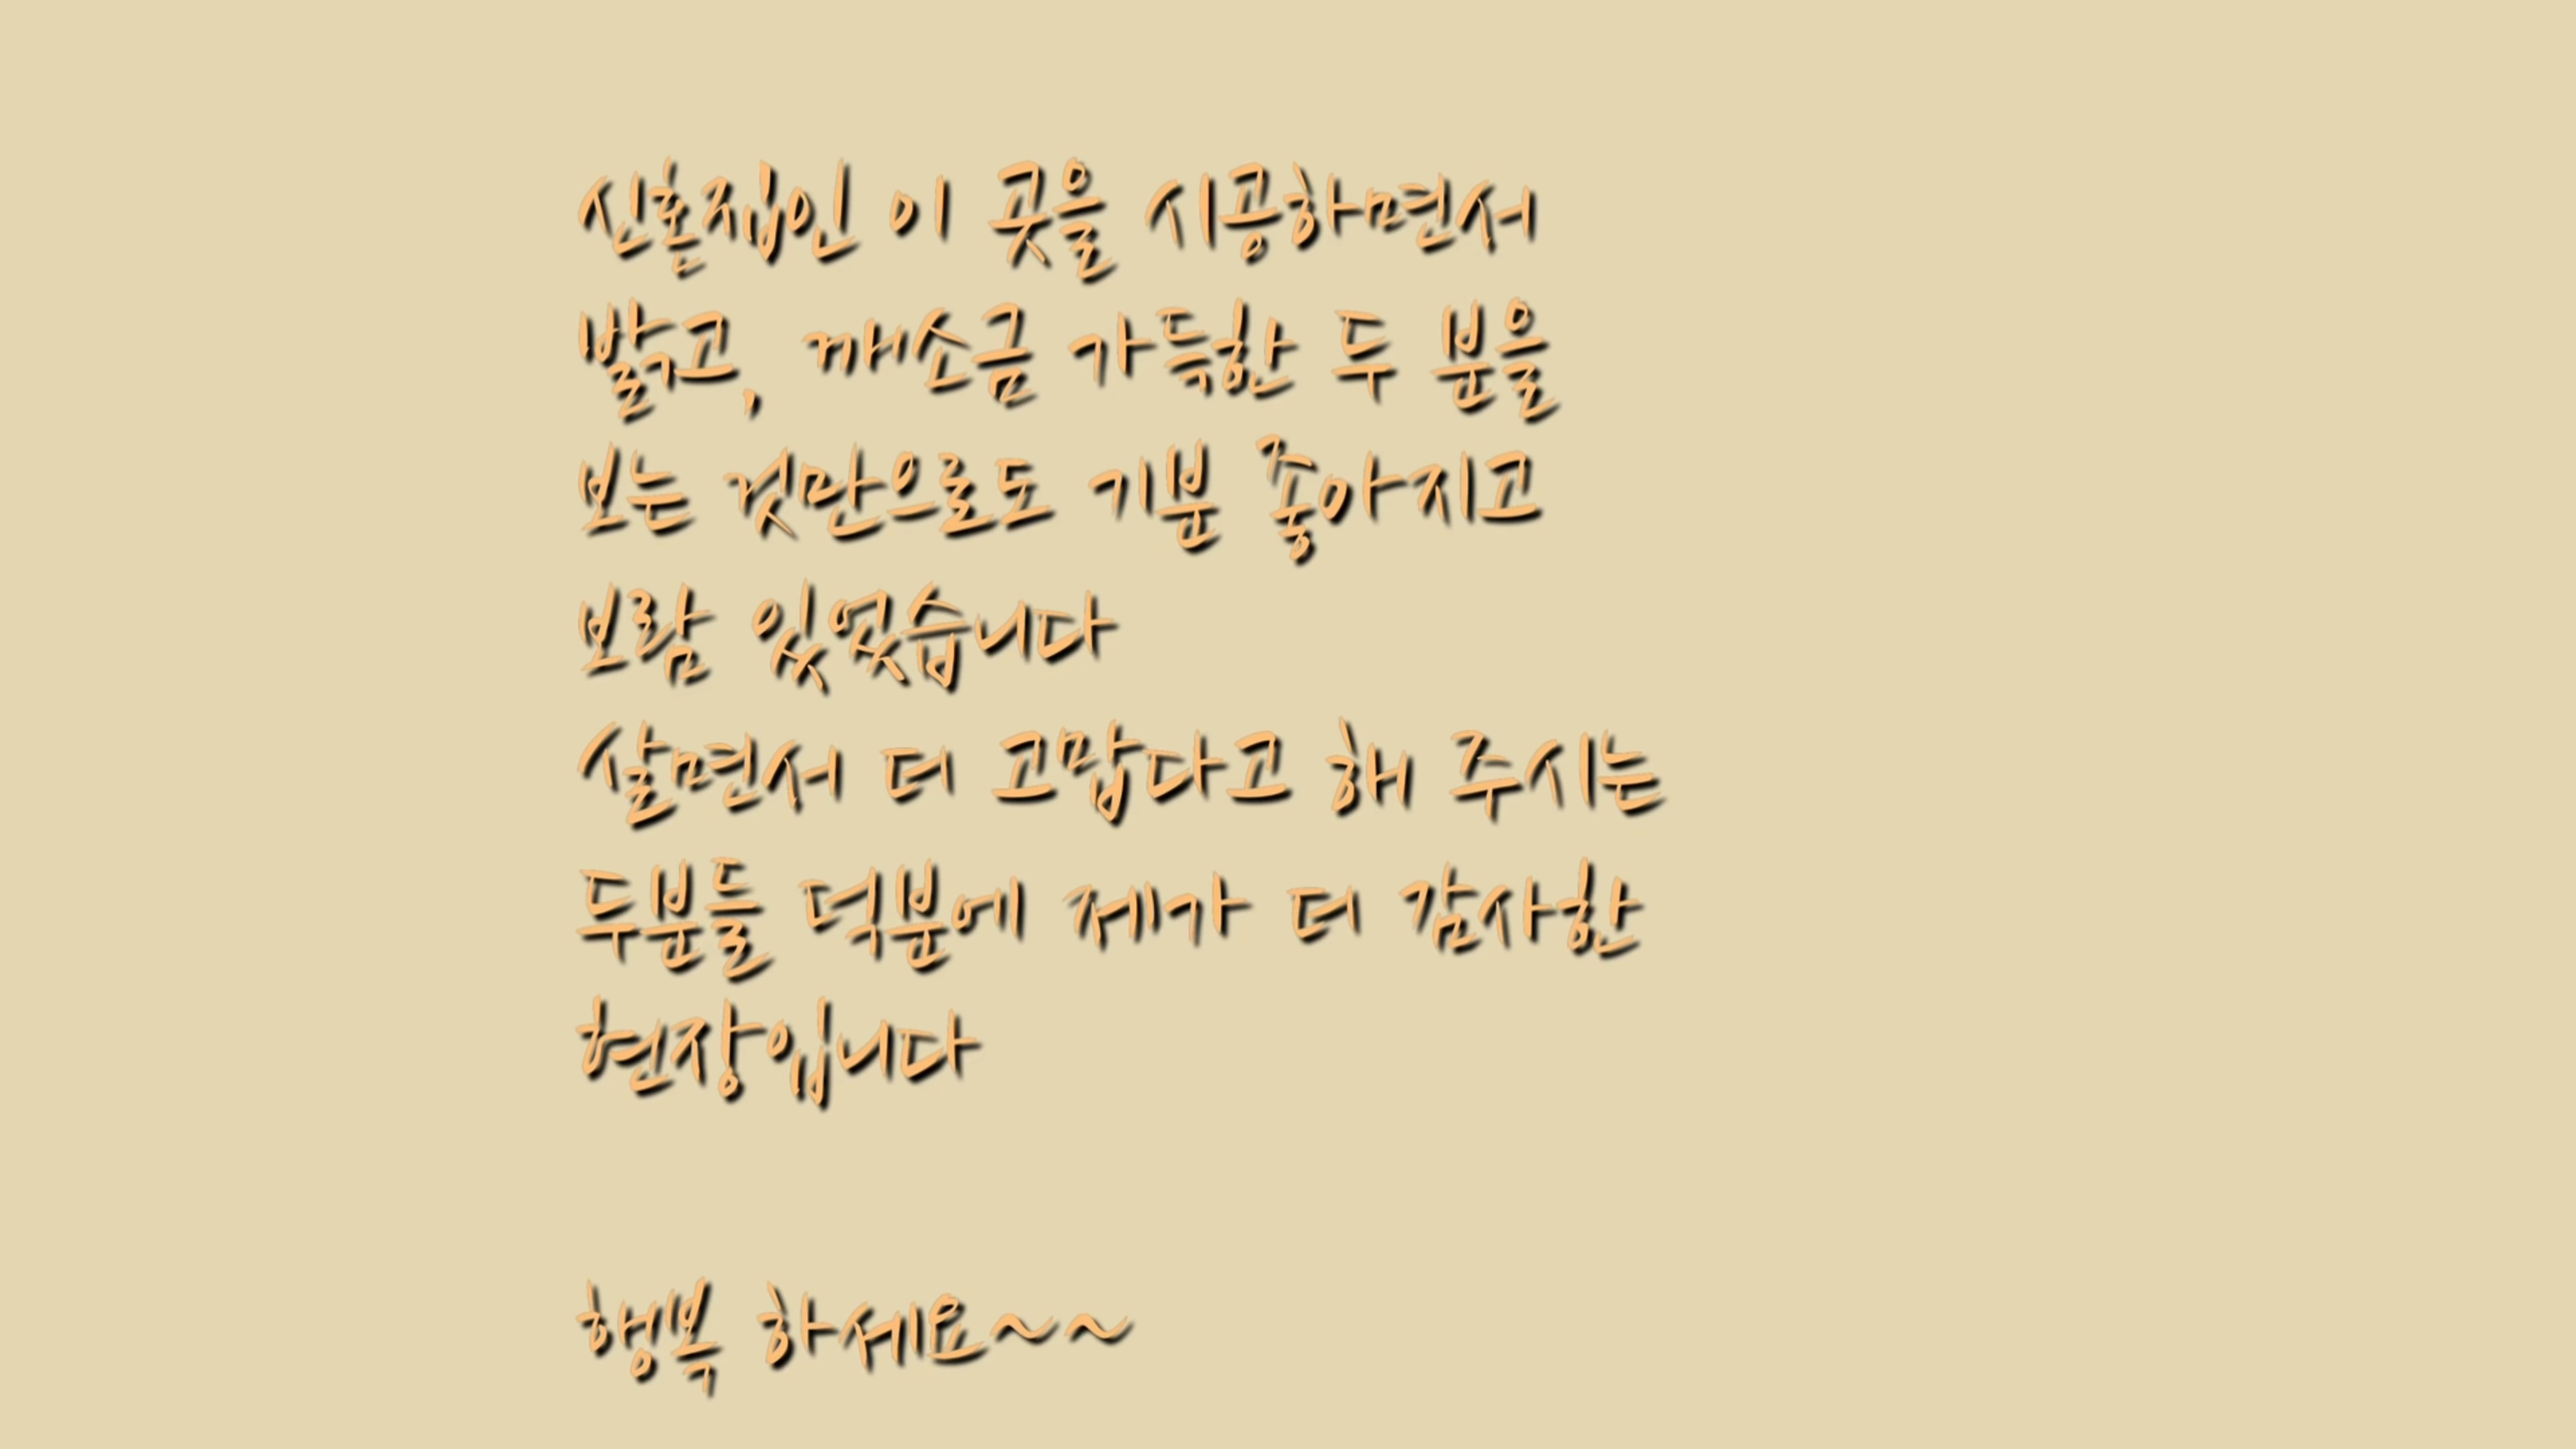 신혼집인 이 곳을 시공하면서
밝고, 깨소금 가득한 두 분을
보는 것만으로도 기분 좋아지고
보람 있었습니다
살면서 더 고맙다고 해 주시는
두분들 덕분에 제가 더 감사한
현장입니다
행복 하세요~~